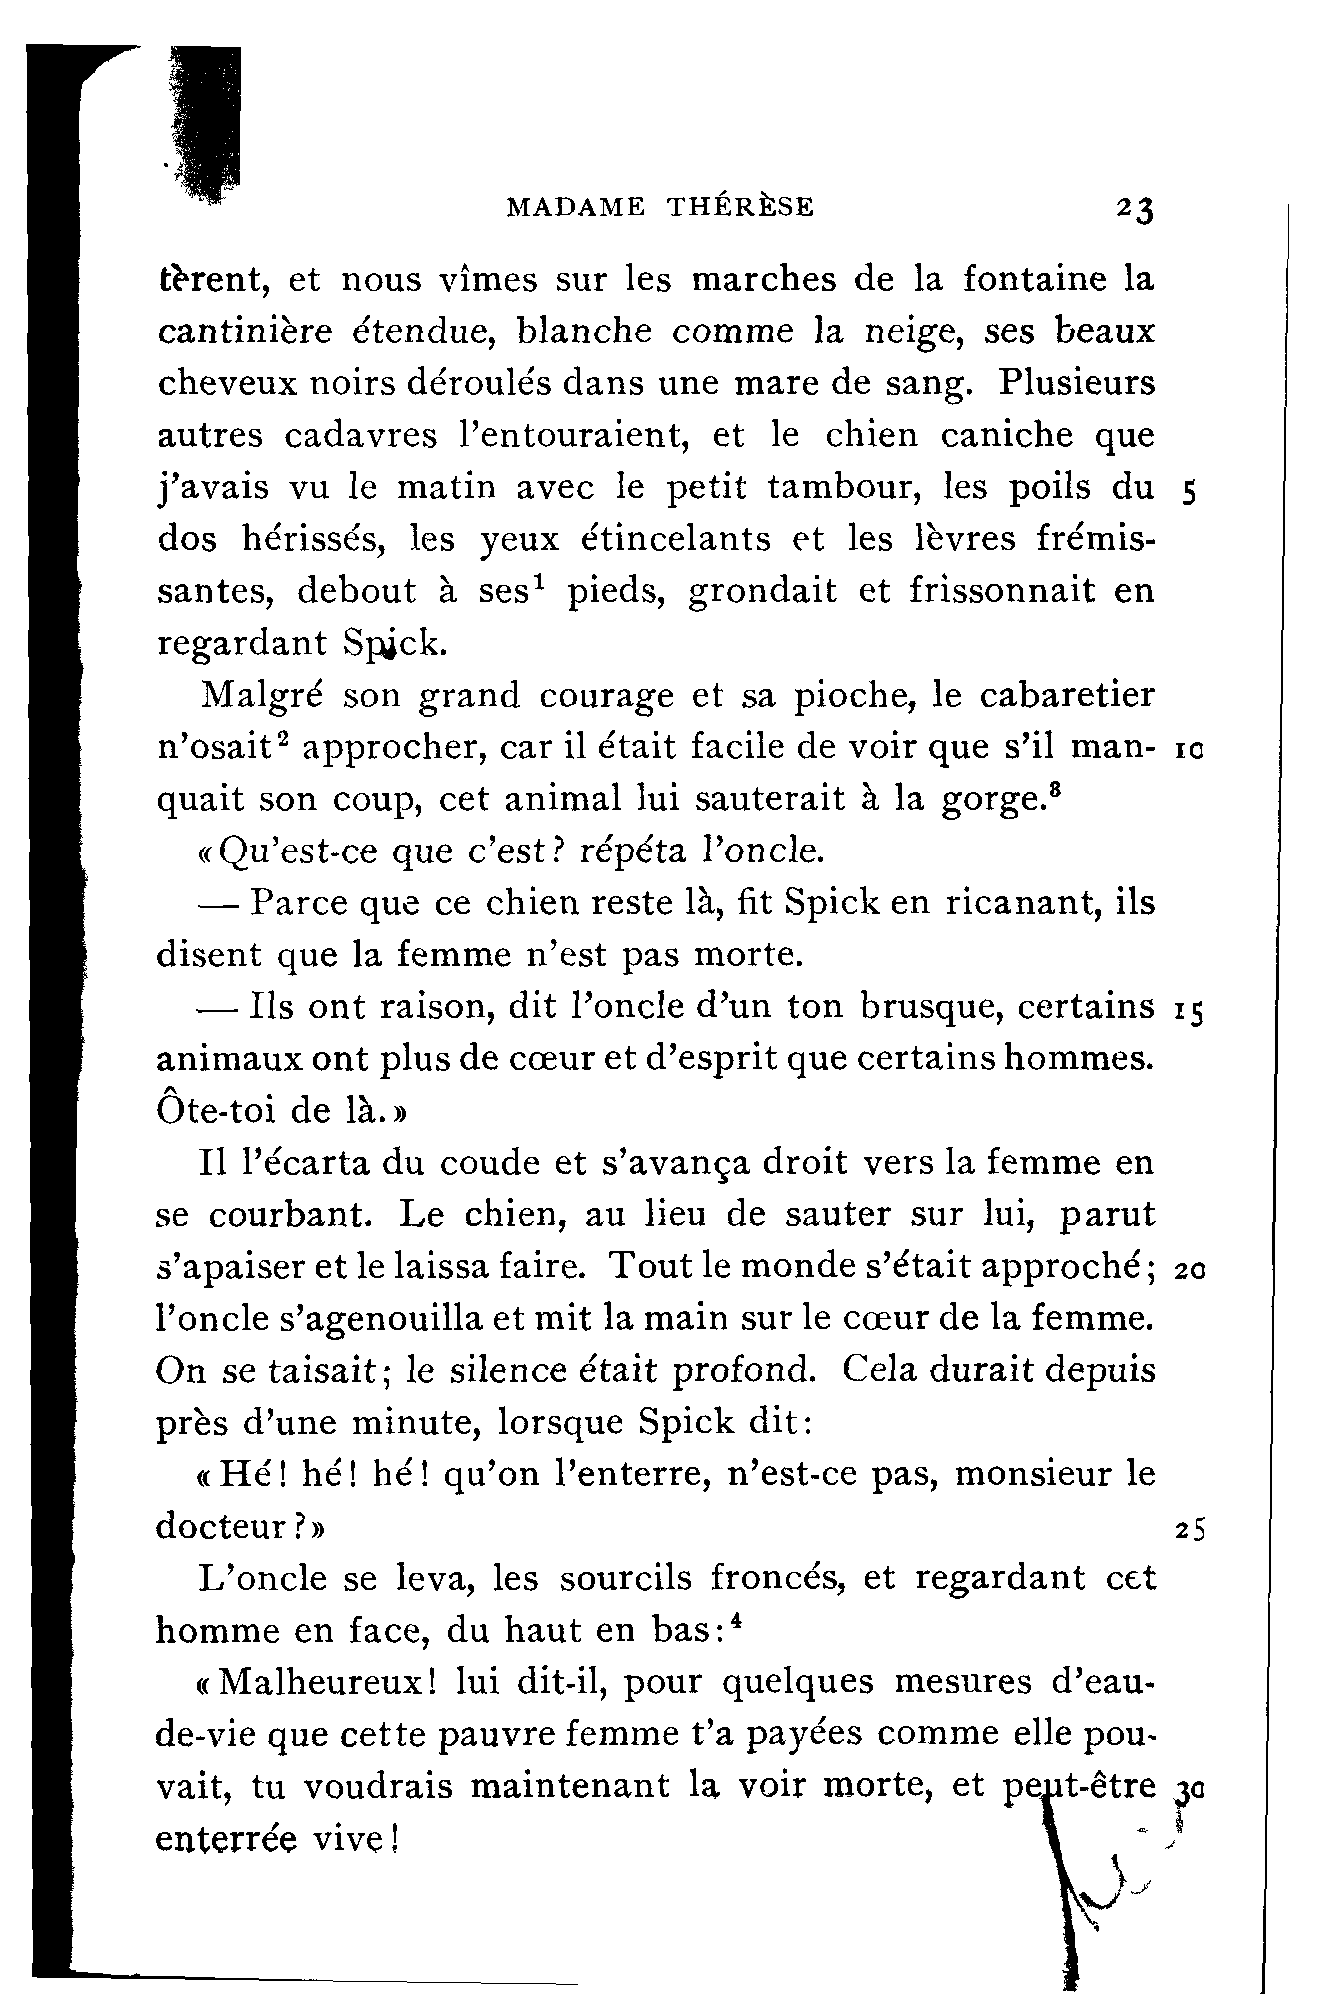 MADAME THÉRÈSE 23
tèrent, et nous vîmes sur les marches de la fontaine la
cantinière étendue, blanche comme la neige, ses beaux
cheveux noirs déroulés dans une mare de sang. Plusieurs
autres cadavres l'entouraient, et le chien caniche que
j'avais vu le matin avec le petit tambour, les poils du 5
dos hérissés, les yeux étincelants et les lèvres frémis-
santes, debout à ses¹ pieds, grondait et frissonnait en
regardant Spick.
Malgré son grand courage et sa pioche, le cabaretier
n'osait² approcher, car il était facile de voir que s'il man- 10
quait son coup, cet animal lui sauterait à la gorge.³
«Qu'est-ce que c'est? répéta l'oncle.
— Parce que ce chien reste là, fit Spick en ricanant, ils
disent que la femme n'est pas morte.
— Ils ont raison, dit l'oncle d'un ton brusque, certains 15
animaux ont plus de cœur et d'esprit que certains hommes.
Ôte-toi de là.»
Il l'écarta du coude et s'avança droit vers la femme en
se courbant. Le chien, au lieu de sauter sur lui, parut
s'apaiser et le laissa faire. Tout le monde s'était approché; 20
l'oncle s'agenouilla et mit la main sur le cœur de la femme.
On se taisait; le silence était profond. Cela durait depuis
près d'une minute, lorsque Spick dit:
«Hé! hé! hé! qu'on l'enterre, n'est-ce pas, monsieur le
docteur?» 25
L'oncle se leva, les sourcils froncés, et regardant cet
homme en face, du haut en bas:⁴
«Malheureux! lui dit-il, pour quelques mesures d'eau-
de-vie que cette pauvre femme t'a payées comme elle pou-
vait, tu voudrais maintenant la voir morte, et peut-être 30
enterrée vive!